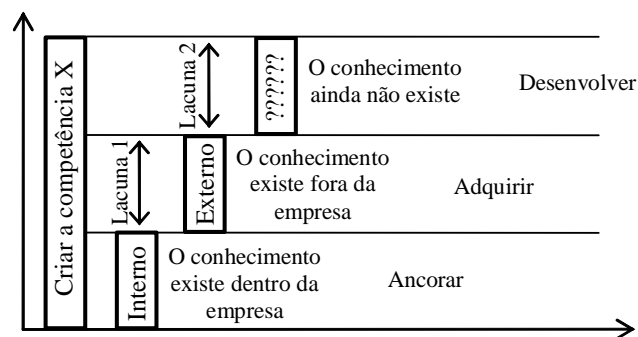 Criar a competência X
Lacuna 2
??????
O conhecimento
ainda não existe
Desenvolver
Lacuna 1
Externo
O conhecimento
existe fora da
empresa
Adquirir
Interno
O conhecimento
existe dentro da
empresa
Ancorar